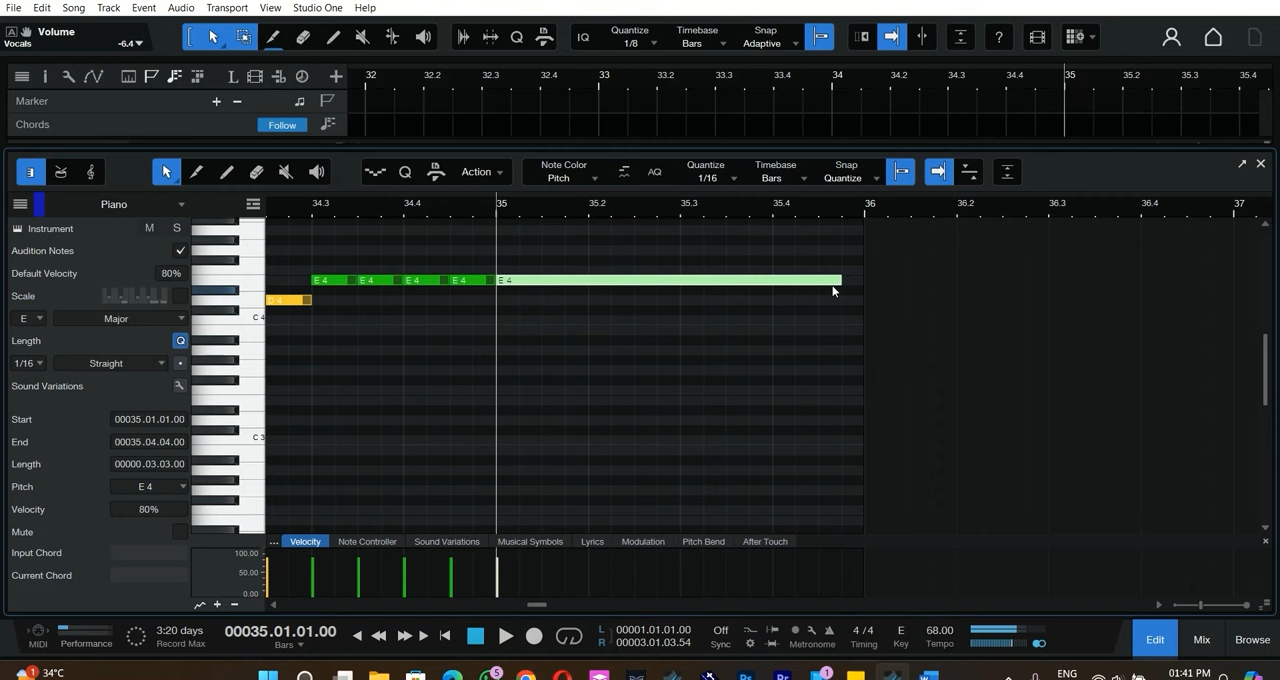 File Edit Song Track Event Audio Transport View Studio One Help
A Volume
Vocals -6.4
IQ Quantize 1/8 Timebase Bars Snap Adaptive ?
32 32.2 32.3 33 33.2 33.3 33.4 34 34.2 34.3 34.4 35 35.2 35.3 35.4
Marker
Chords Follow
Action Note Color Pitch AQ Quantize 1/16 Timebase Bars Snap Quantize
Piano
34.3 34.4 35 35.2 35.3 35.4 36 36.2 36.3 36.4 37
Instrument M S
Audition Notes
Default Velocity 80%
Scale
E Major
Length Q
1/16 Straight
Sound Variations
Start 00035.01.01.00
End 00035.04.04.00
Length 00000.03.03.00
Pitch E 4
Velocity 80%
Mute
Input Chord
Current Chord
E 4 E 4 E 4 E 4 E 4
D 4
C 4
C 3
... Velocity Note Controller Sound Variations Musical Symbols Lyrics Modulation Pitch Bend After Touch
100.00
50.00
0.00
MIDI Performance 3:20 days Record Max 00035.01.01.00 Bars
L 00001.01.01.00
R 00003.01.03.54
Off Sync Metronome 4 / 4 Timing E Key 68.00 Tempo
Edit Mix Browse
1 34°C 5 1 ENG 01:41 PM